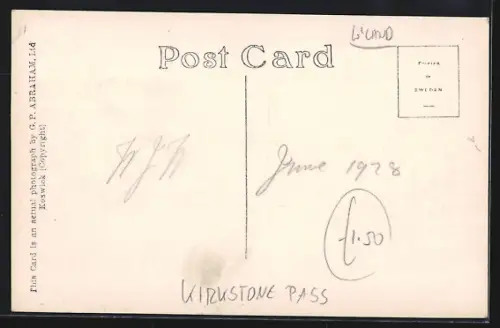 L'LAND
Post Card
Printed
in
SWEDEN
This Card is an actual photograph by G. P. ABRAHAM, Ltd
Keswick (Copyright)
June 1928
£1.50
KIRKSTONE PASS